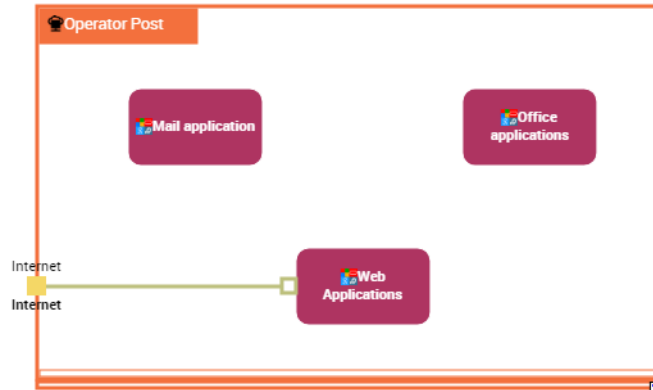 Operator Post
Mail application
Office
applications
Internet
Internet
Web
Applications